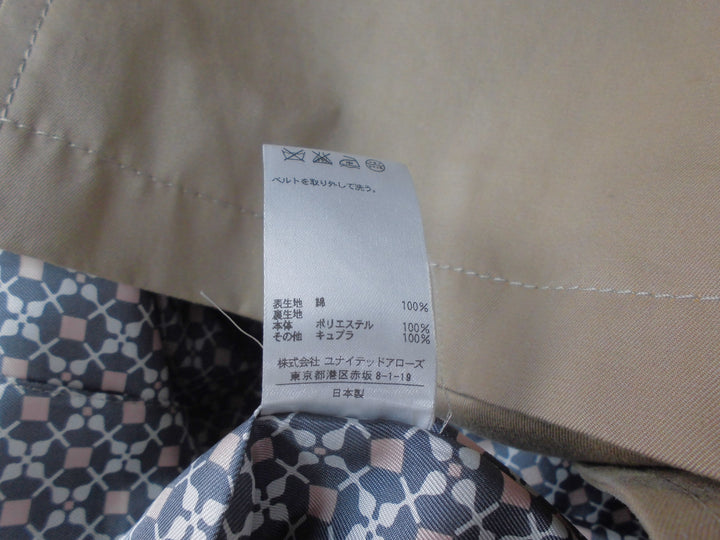 ベルトを取り外して洗う。
表生地 綿 100%
裏生地
本体 ポリエステル 100%
その他 キュプラ 100%
株式会社 ユナイテッドアローズ
東京都港区赤坂8-1-19
日本製